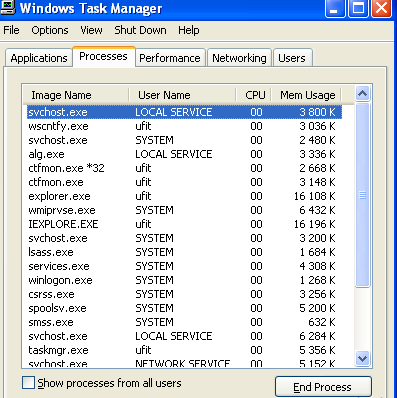 Windows Task Manager
File Options View Shut Down Help
Applications Processes Performance Networking Users
Image Name User Name CPU Mem Usage
svchost.exe LOCAL SERVICE 00 3 800 K
wscntfy.exe ufit 00 3 036 K
svchost.exe SYSTEM 00 2 480 K
alg.exe LOCAL SERVICE 00 3 336 K
ctfmon.exe *32 ufit 00 2 668 K
ctfmon.exe ufit 00 3 148 K
explorer.exe ufit 00 16 108 K
wmiprvse.exe SYSTEM 00 6 432 K
IEXPLORE.EXE ufit 00 16 196 K
svchost.exe SYSTEM 00 3 200 K
lsass.exe SYSTEM 00 1 684 K
services.exe SYSTEM 00 4 308 K
winlogon.exe SYSTEM 00 1 268 K
csrss.exe SYSTEM 00 3 256 K
spoolsv.exe SYSTEM 00 5 200 K
smss.exe SYSTEM 00 632 K
svchost.exe LOCAL SERVICE 00 6 284 K
taskmgr.exe ufit 00 5 356 K
svchost.exe NETWORK SERVICE 00 5 152 K
Show processes from all users
End Process